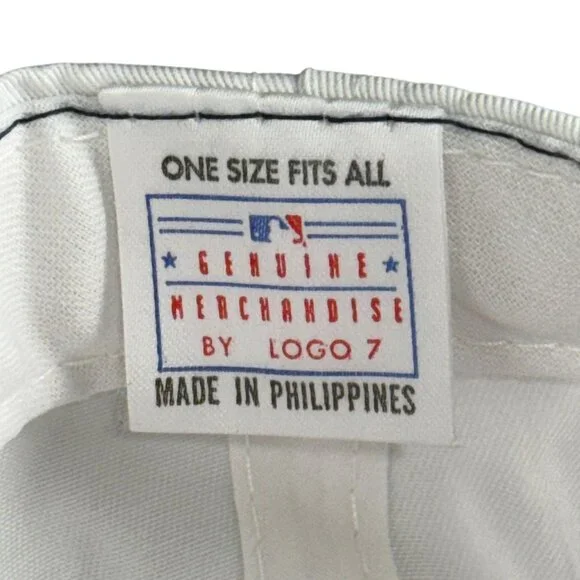 ONE SIZE FITS ALL
GENUINE
MERCHANDISE
BY LOGO 7
MADE IN PHILIPPINES